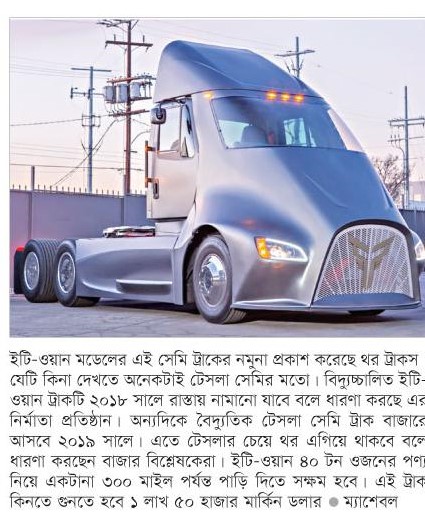 ইটি-ওয়ান মডেলের এই সেমি ট্রাকের নমুনা প্রকাশ করেছে থর ট্রাকস
যেটি কিনা দেখতে অনেকটাই টেসলা সেমির মতো। বিদ্যুচ্চালিত ইটি-
ওয়ান ট্রাকটি ২০১৮ সালে রাস্তায় নামানো যাবে বলে ধারণা করছে এর
নির্মাতা প্রতিষ্ঠান। অন্যদিকে বৈদ্যুতিক টেসলা সেমি ট্রাক বাজারে
আসবে ২০১৯ সালে। এতে টেসলার চেয়ে থর এগিয়ে থাকবে বলে
ধারণা করছেন বাজার বিশ্লেষকেরা। ইটি-ওয়ান ৪০ টন ওজনের পণ্য
নিয়ে একটানা ৩০০ মাইল পর্যন্ত পাড়ি দিতে সক্ষম হবে। এই ট্রাক
কিনতে গুনতে হবে ১ লাখ ৫০ হাজার মার্কিন ডলার ● ম্যাশেবল